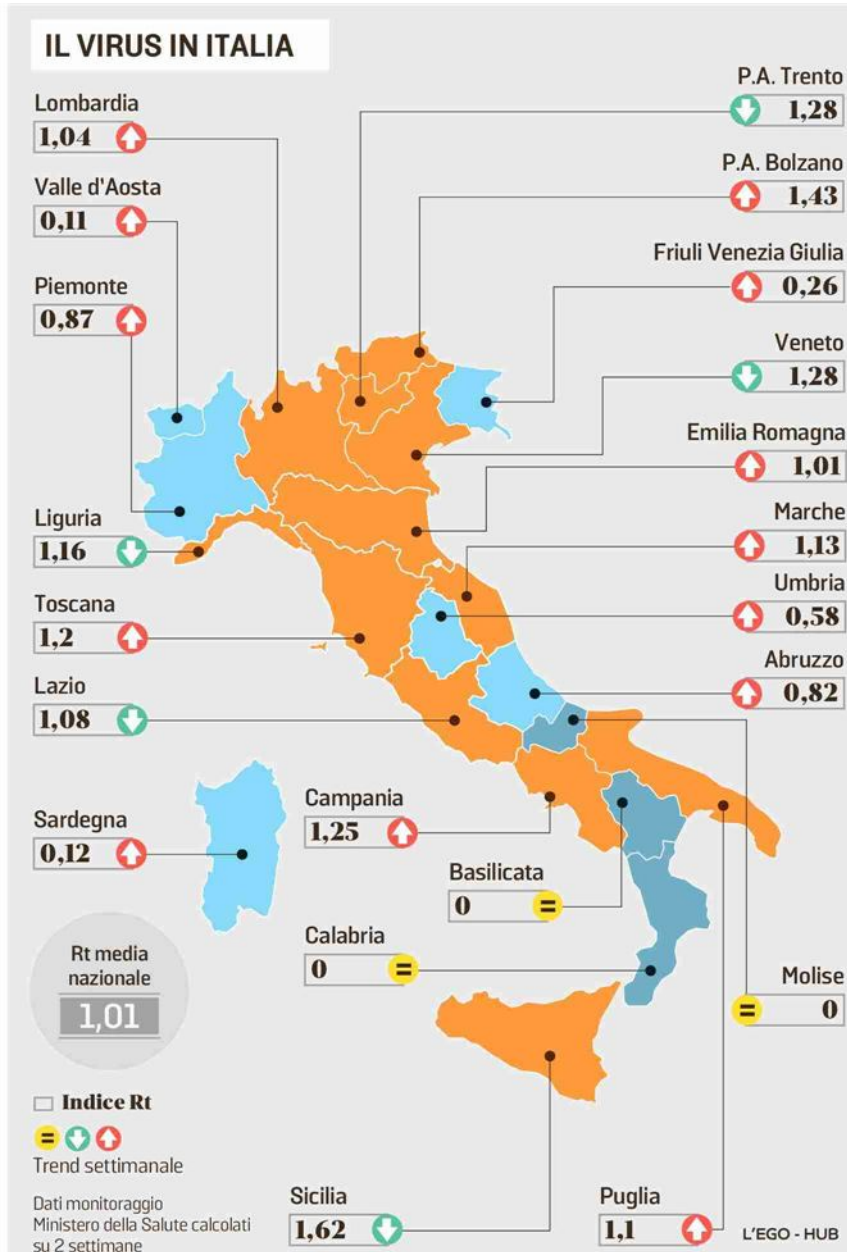 IL VIRUS IN ITALIA
Lombardia
1,04
Valle d'Aosta
0,11
Piemonte
0,87
Liguria
1,16
Toscana
1,2
Lazio
1,08
Sardegna
0,12
P.A. Trento
1,28
P.A. Bolzano
1,43
Friuli Venezia Giulia
0,26
Veneto
1,28
Emilia Romagna
1,01
Marche
1,13
Umbria
0,58
Abruzzo
0,82
Campania
1,25
Basilicata
0 =
Calabria
0 =
Molise
= 0
Rt media
nazionale
1,01
Indice Rt
=
Trend settimanale
Dati monitoraggio
Ministero della Salute calcolati
su 2 settimane
Sicilia
1,62
Puglia
1,1
L'EGO - HUB